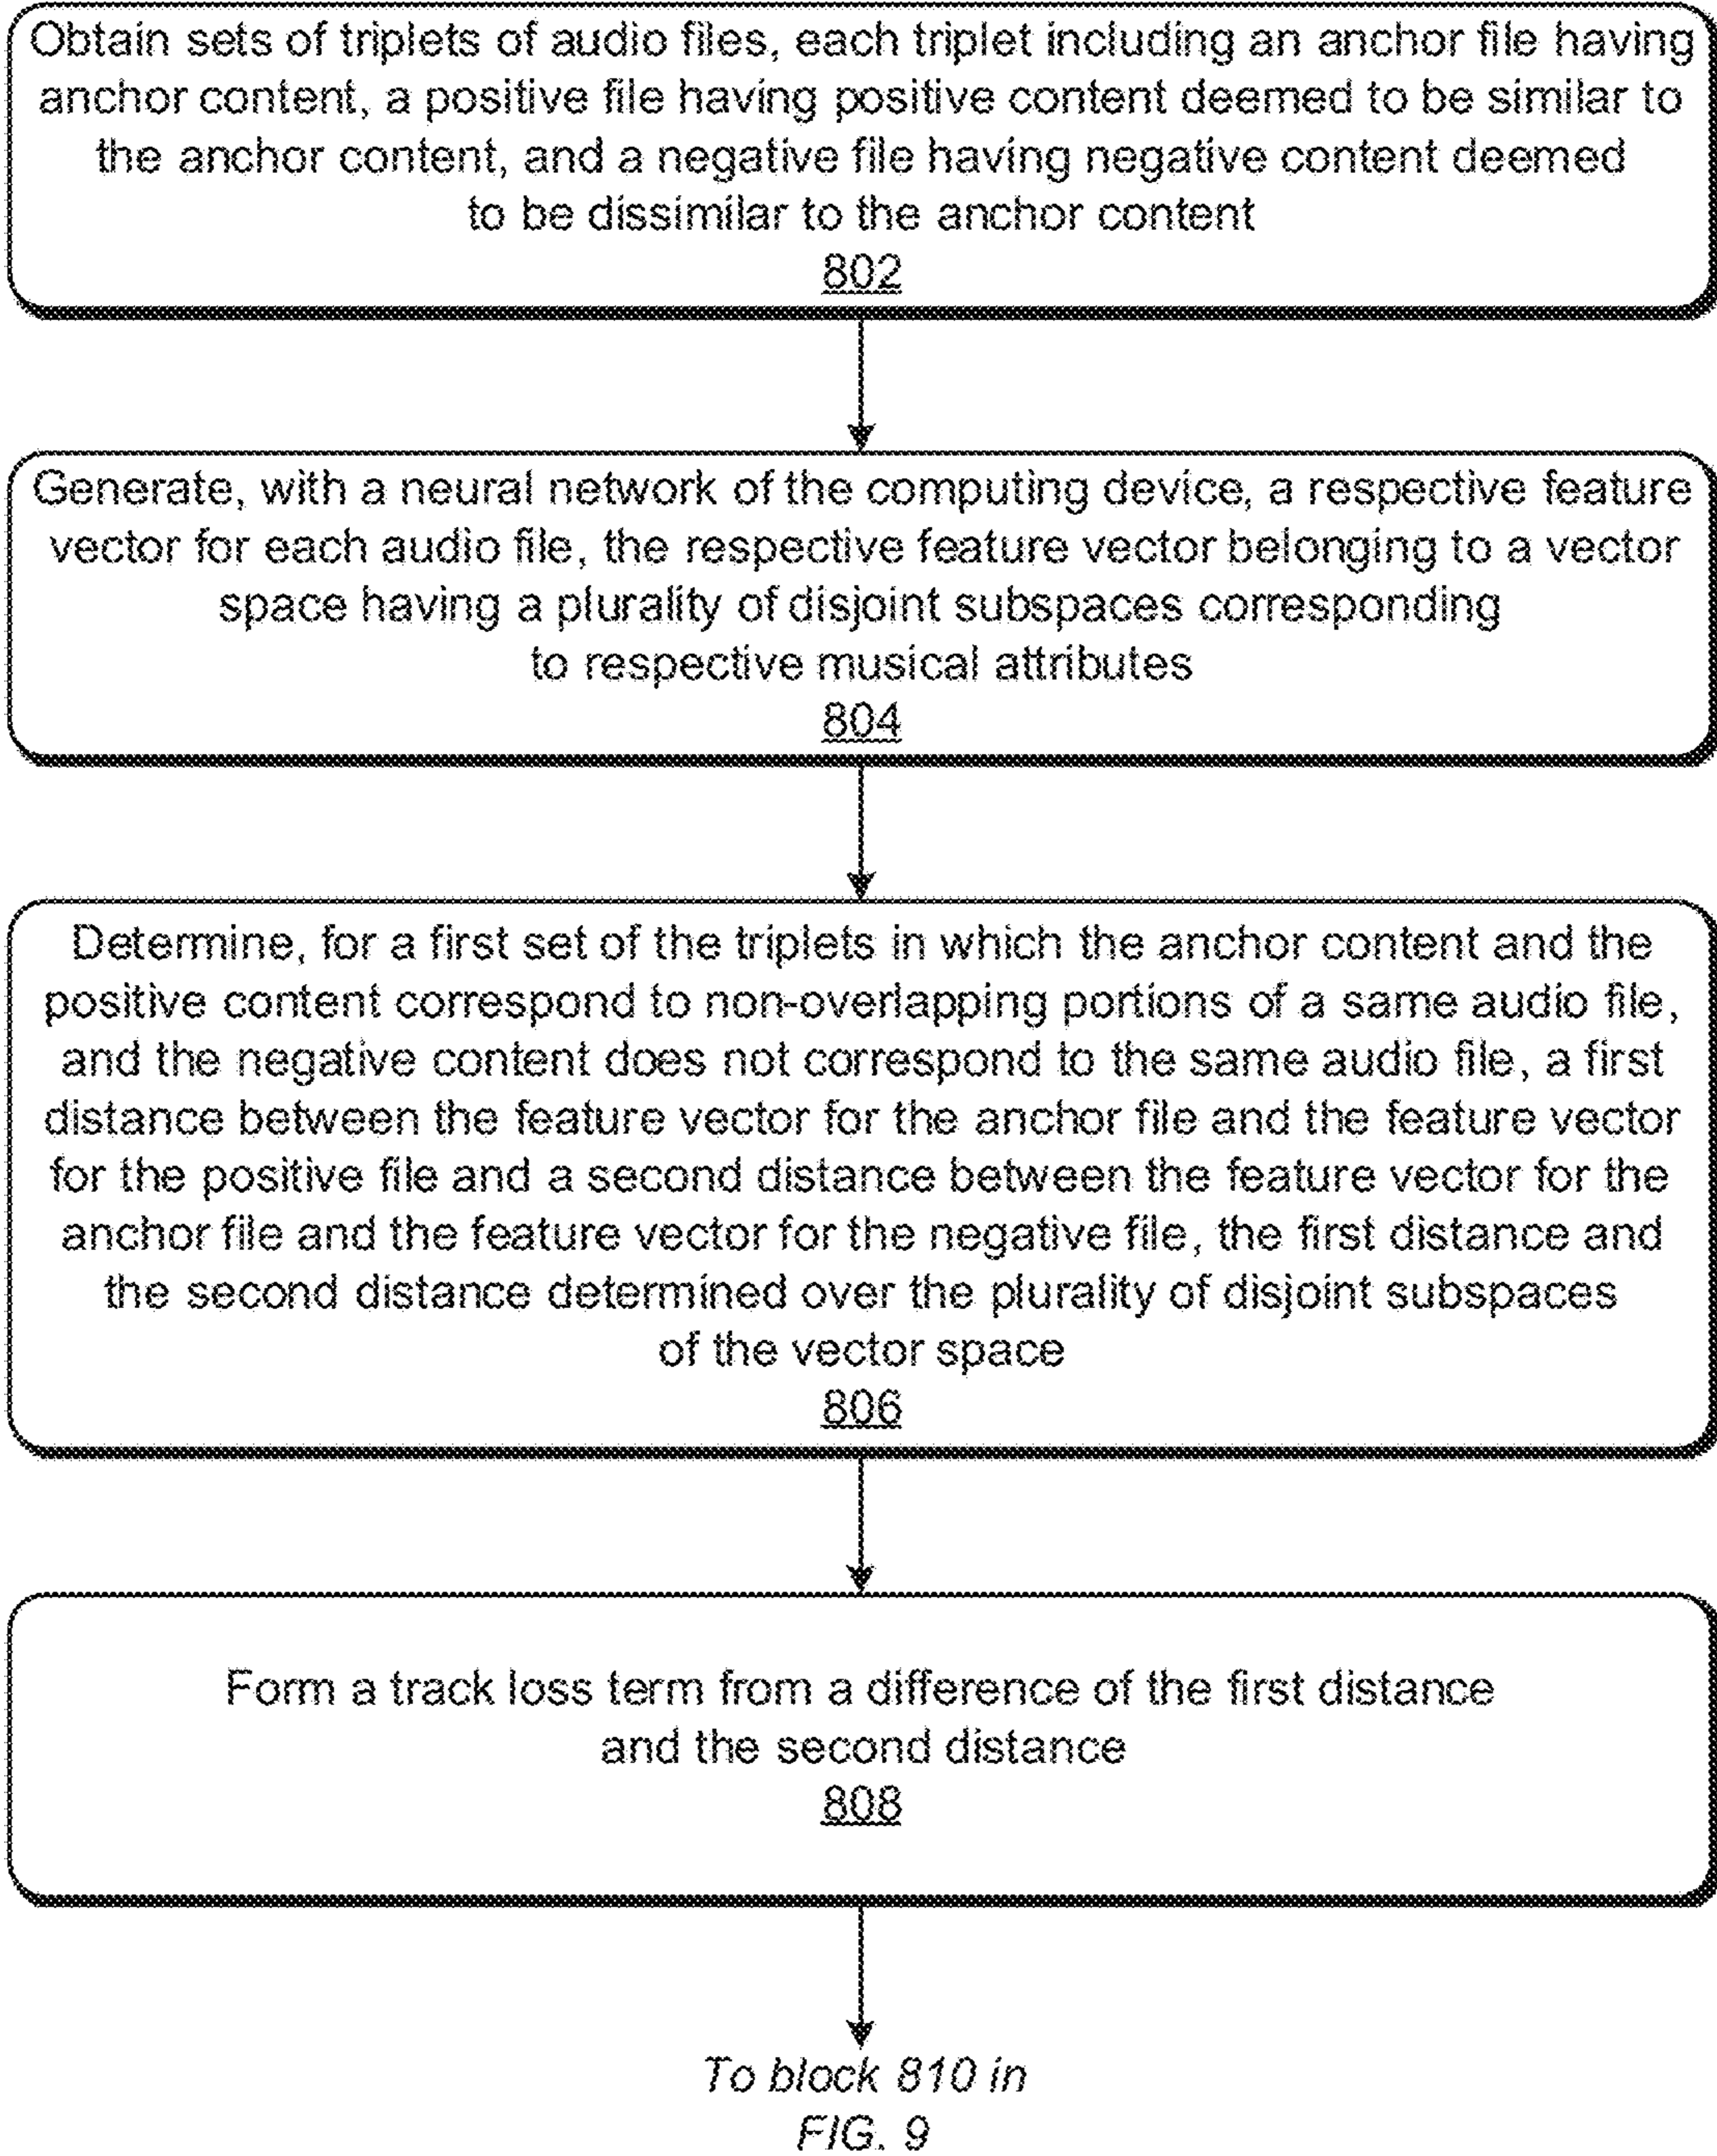 Obtain sets of triplets of audio files, each triplet including an anchor file having
anchor content, a positive file having positive content deemed to be similar to
the anchor content, and a negative file having negative content deemed
to be dissimilar to the anchor content
802
Generate, with a neural network of the computing device, a respective feature
vector for each audio file, the respective feature vector belonging to a vector
space having a plurality of disjoint subspaces corresponding
to respective musical attributes
804
Determine, for a first set of the triplets in which the anchor content and the
positive content correspond to non-overlapping portions of a same audio file,
and the negative content does not correspond to the same audio file, a first
distance between the feature vector for the anchor file and the feature vector
for the positive file and a second distance between the feature vector for the
anchor file and the feature vector for the negative file, the first distance and
the second distance determined over the plurality of disjoint subspaces
of the vector space
806
Form a track loss term from a difference of the first distance
and the second distance
808
To block 810 in
FIG. 9